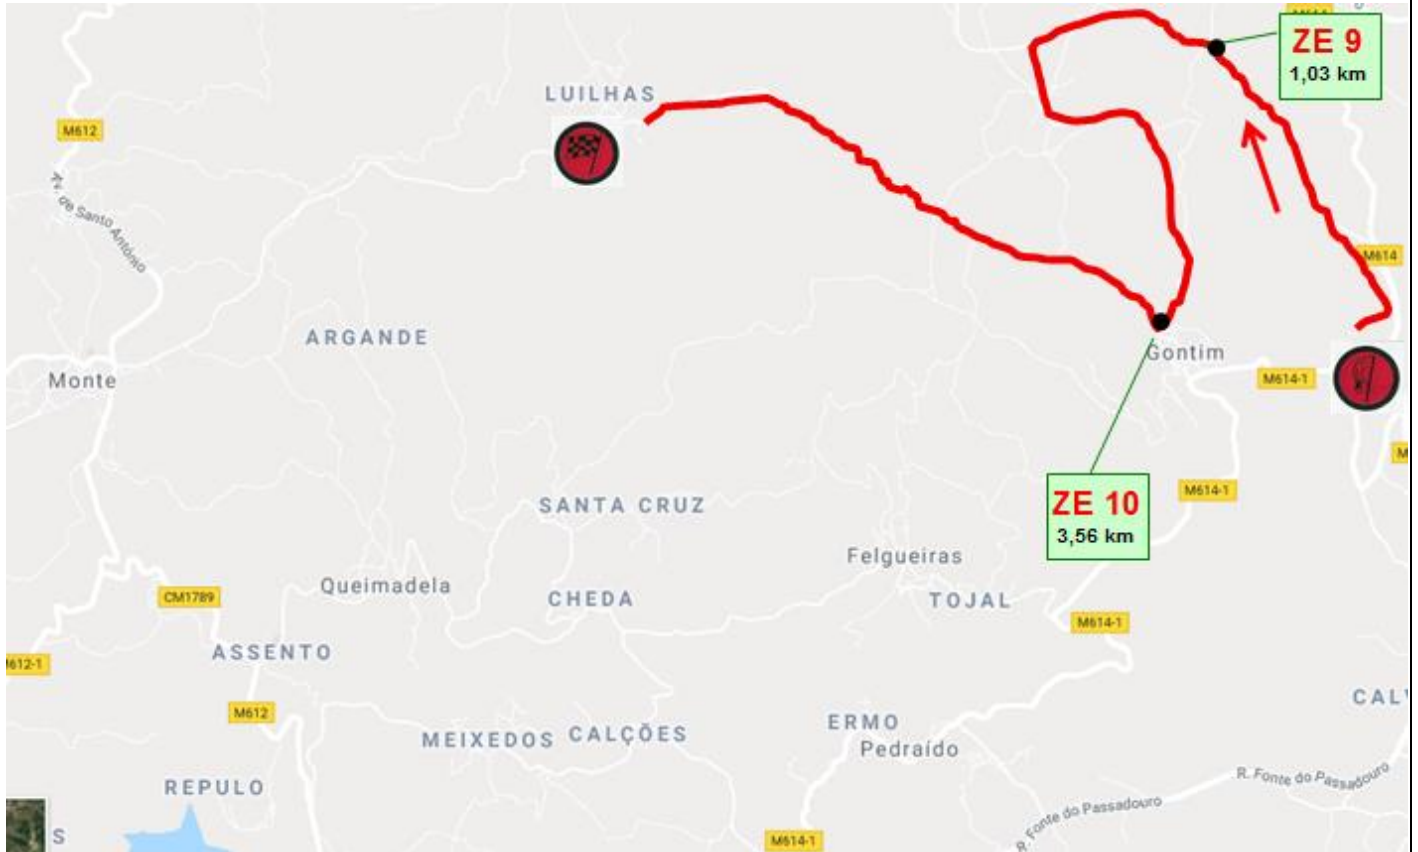 ZE 9
1,03 km
LUILHAS
M612
Av. de Santo António
M614
ARGANDE
Gontim
Monte
M614-1
ZE 10
3,56 km
M614-1
SANTA CRUZ
Felgueiras
Queimadela
CHEDA
TOJAL
CM1789
M614-1
ASSENTO
M612-1
CAL
M612
ERMO
MEIXEDOS
CALÇÕES
Pedraído
R. Fonte do Passadouro
REPULO
R. Fonte do Passadouro
S
M614-1